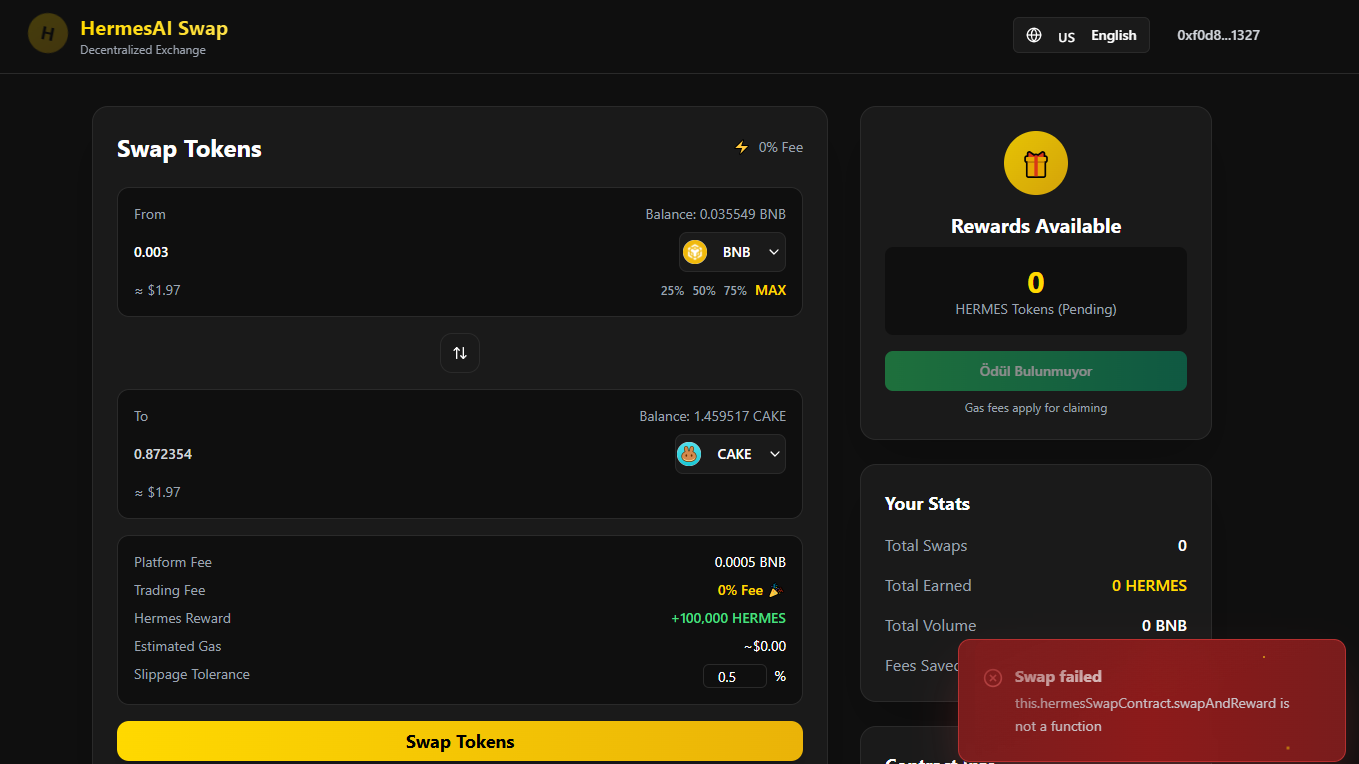 H
HermesAI Swap
Decentralized Exchange
US English
0xf0d8...1327
Swap Tokens
0% Fee
From
Balance: 0.035549 BNB
0.003
BNB
≈ $1.97
25% 50% 75% MAX
To
Balance: 1.459517 CAKE
0.872354
CAKE
≈ $1.97
Platform Fee
0.0005 BNB
Trading Fee
0% Fee
Hermes Reward
+100,000 HERMES
Estimated Gas
~$0.00
Slippage Tolerance
0.5 %
Swap Tokens
Rewards Available
0
HERMES Tokens (Pending)
Ödül Bulunmuyor
Gas fees apply for claiming
Your Stats
Total Swaps
0
Total Earned
0 HERMES
Total Volume
0 BNB
Fees Saved
Swap failed
this.hermesSwapContract.swapAndReward is
not a function